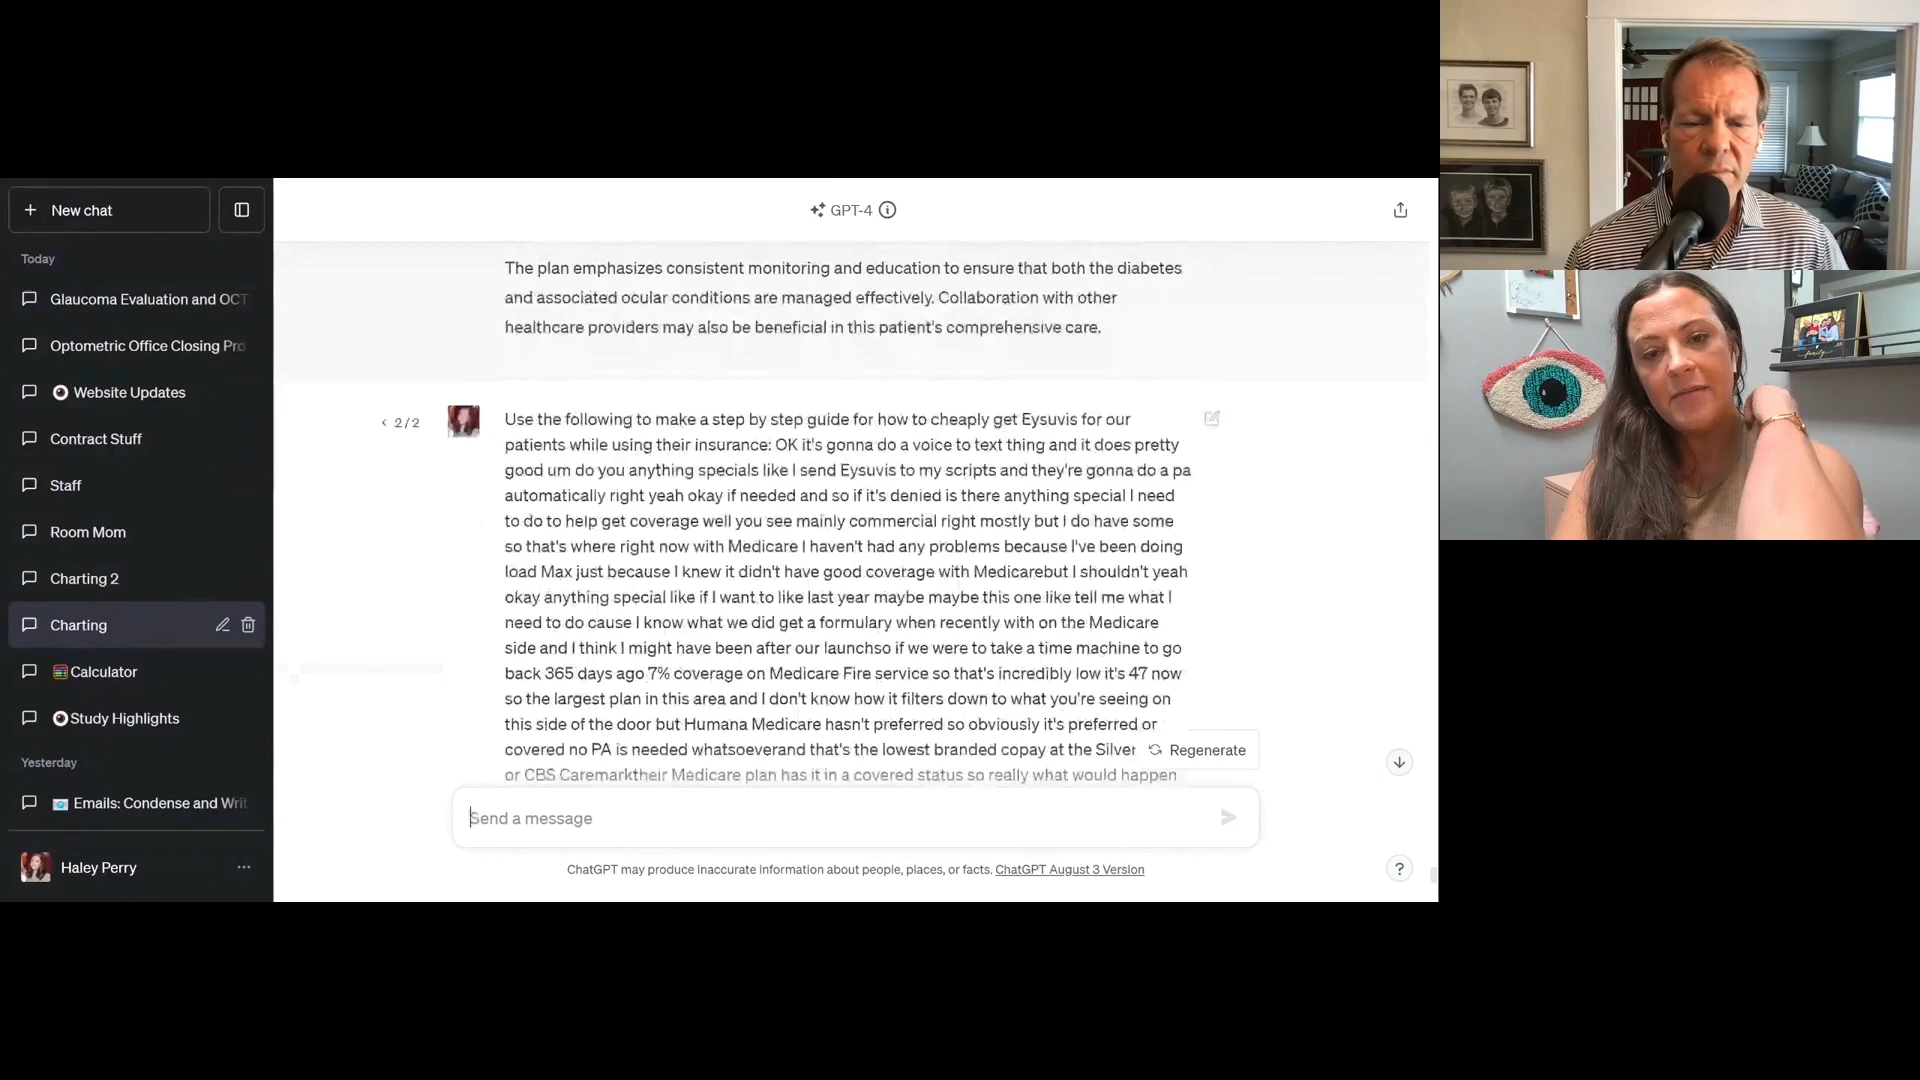 New chat
Today
Glaucoma Evaluation and OCT
Optometric Office Closing Pro
Website Updates
Contract Stuff
Staff
Room Mom
Charting 2
Charting
Calculator
Study Highlights
Yesterday
Emails: Condense and Writ
Haley Perry
GPT-4
The plan emphasizes consistent monitoring and education to ensure that both the diabetes
and associated ocular conditions are managed effectively. Collaboration with other
healthcare providers may also be beneficial in this patient's comprehensive care.
< 2/2
Use the following to make a step by step guide for how to cheaply get Eysuvis for our
patients while using their insurance: OK it's gonna do a voice to text thing and it does pretty
good um do you anything specials like I send Eysuvis to my scripts and they're gonna do a pa
automatically right yeah okay if needed and so if it's denied is there anything special I need
to do to help get coverage well you see mainly commercial right mostly but I do have some
so that's where right now with Medicare I haven't had any problems because I've been doing
load Max just because I knew it didn't have good coverage with Medicarebut I shouldn't yeah
okay anything special like if I want to like last year maybe maybe this one like tell me what I
need to do cause I know what we did get a formulary when recently with on the Medicare
side and I think I might have been after our launchso if we were to take a time machine to go
back 365 days ago 7% coverage on Medicare Fire service so that's incredibly low it's 47 now
so the largest plan in this area and I don't know how it filters down to what you're seeing on
this side of the door but Humana Medicare hasn't preferred so obviously it's preferred or
covered no PA is needed whatsoeverand that's the lowest branded copay at the Silver
or CBS Caremarktheir Medicare plan has it in a covered status so really what would happen
Regenerate
Send a message
ChatGPT may produce inaccurate information about people, places, or facts. ChatGPT August 3 Version
?
family